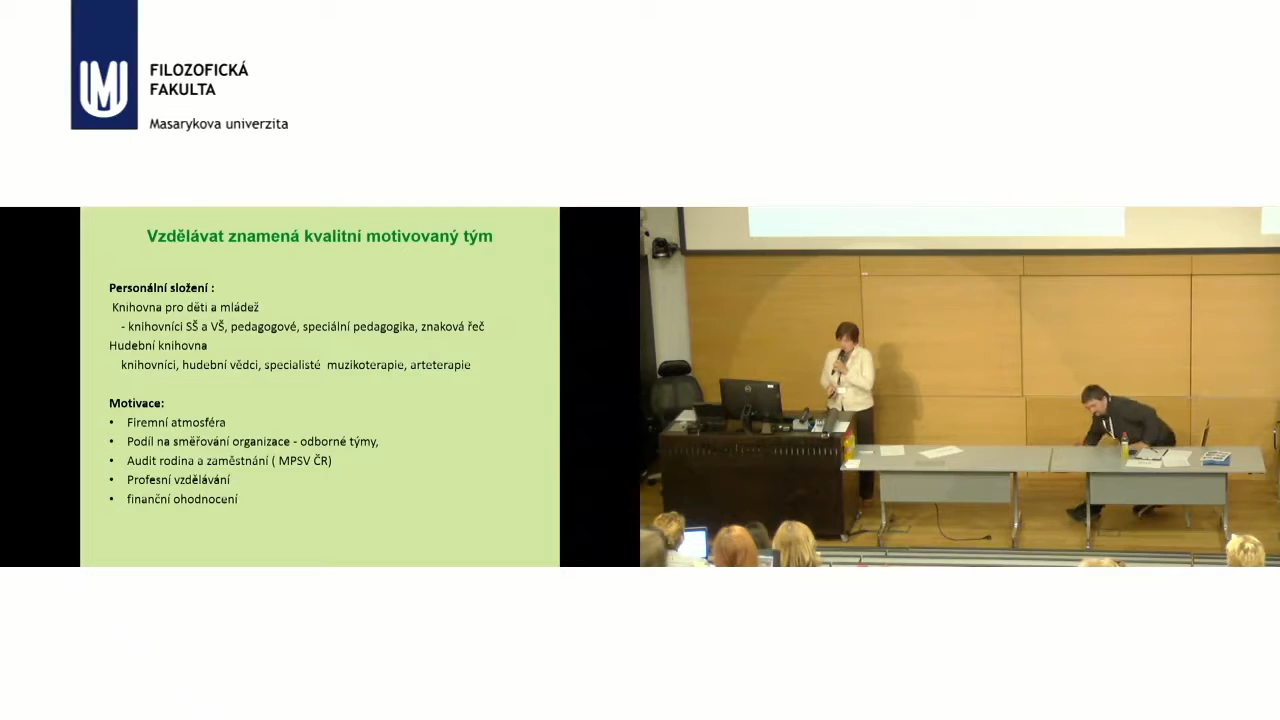 FILOZOFICKÁ
FAKULTA
Masarykova univerzita
Vzdělávat znamená kvalitní motivovaný tým
Personální složení :
Knihovna pro děti a mládež
- knihovníci SŠ a VŠ, pedagogové, speciální pedagogika, znaková řeč
Hudební knihovna
knihovníci, hudební vědci, specialisté muzikoterapie, arteterapie
Motivace:
• Firemní atmosféra
• Podíl na směřování organizace - odborné týmy,
• Audit rodina a zaměstnání ( MPSV ČR)
• Profesní vzdělávání
• finanční ohodnocení